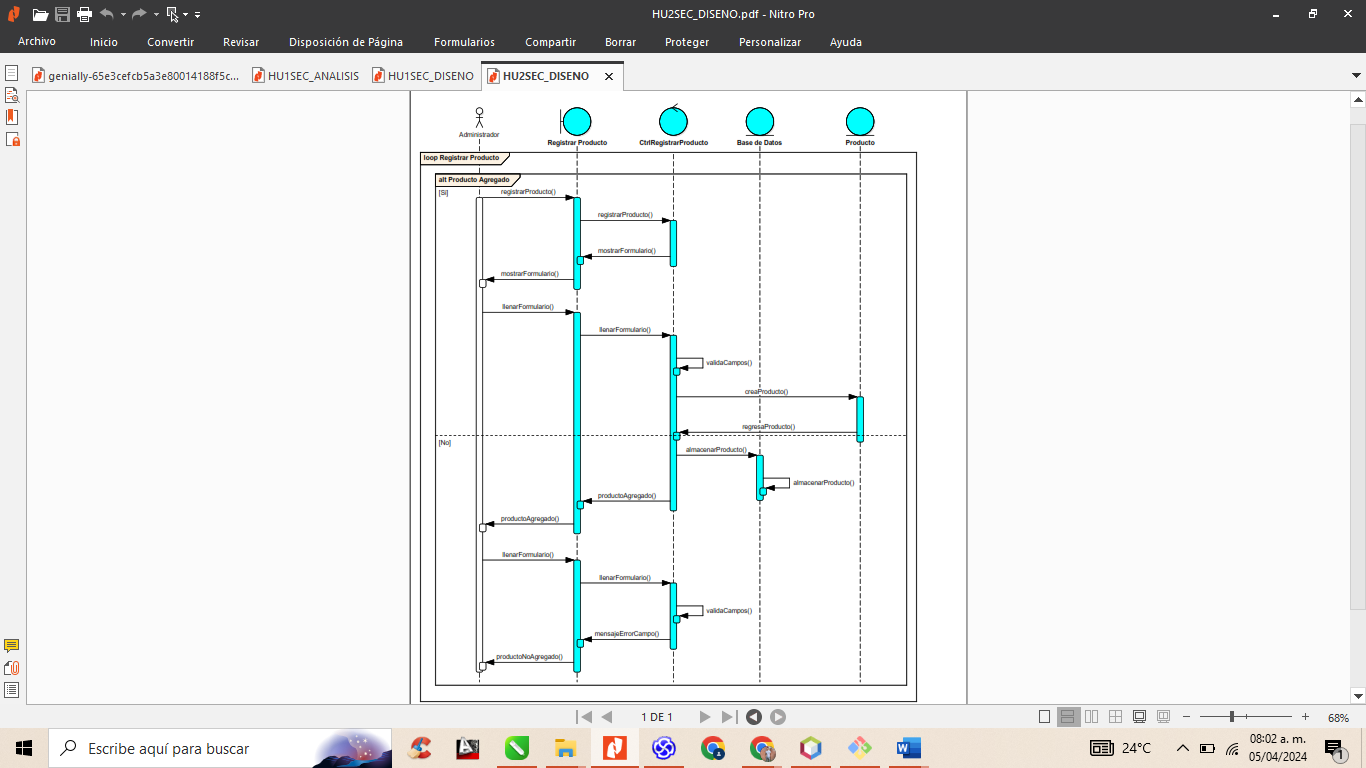 HU2SEC_DISENO.pdf - Nitro Pro
Archivo Inicio Convertir Revisar Disposición de Página Formularios Compartir Borrar Proteger Personalizar Ayuda
genially-65e3cefcb5a3e80014188f5c... HU1SEC_ANALISIS HU1SEC_DISENO HU2SEC_DISENO
Administrador Registrar Producto CtrlRegistrarProducto Base de Datos Producto
loop Registrar Producto
alt Producto Agregado
[Si] registrarProducto()
registrarProducto()
mostrarFormulario()
mostrarFormulario()
llenarFormulario()
llenarFormulario()
validaCampos()
creaProducto()
regresaProducto()
[No]
almacenarProducto()
almacenarProducto()
productoAgregado()
productoAgregado()
llenarFormulario()
llenarFormulario()
validaCampos()
mensajeErrorCampo()
productoNoAgregado()
1 DE 1
68%
Escribe aquí para buscar
24°C
08:02 a. m.
05/04/2024
1